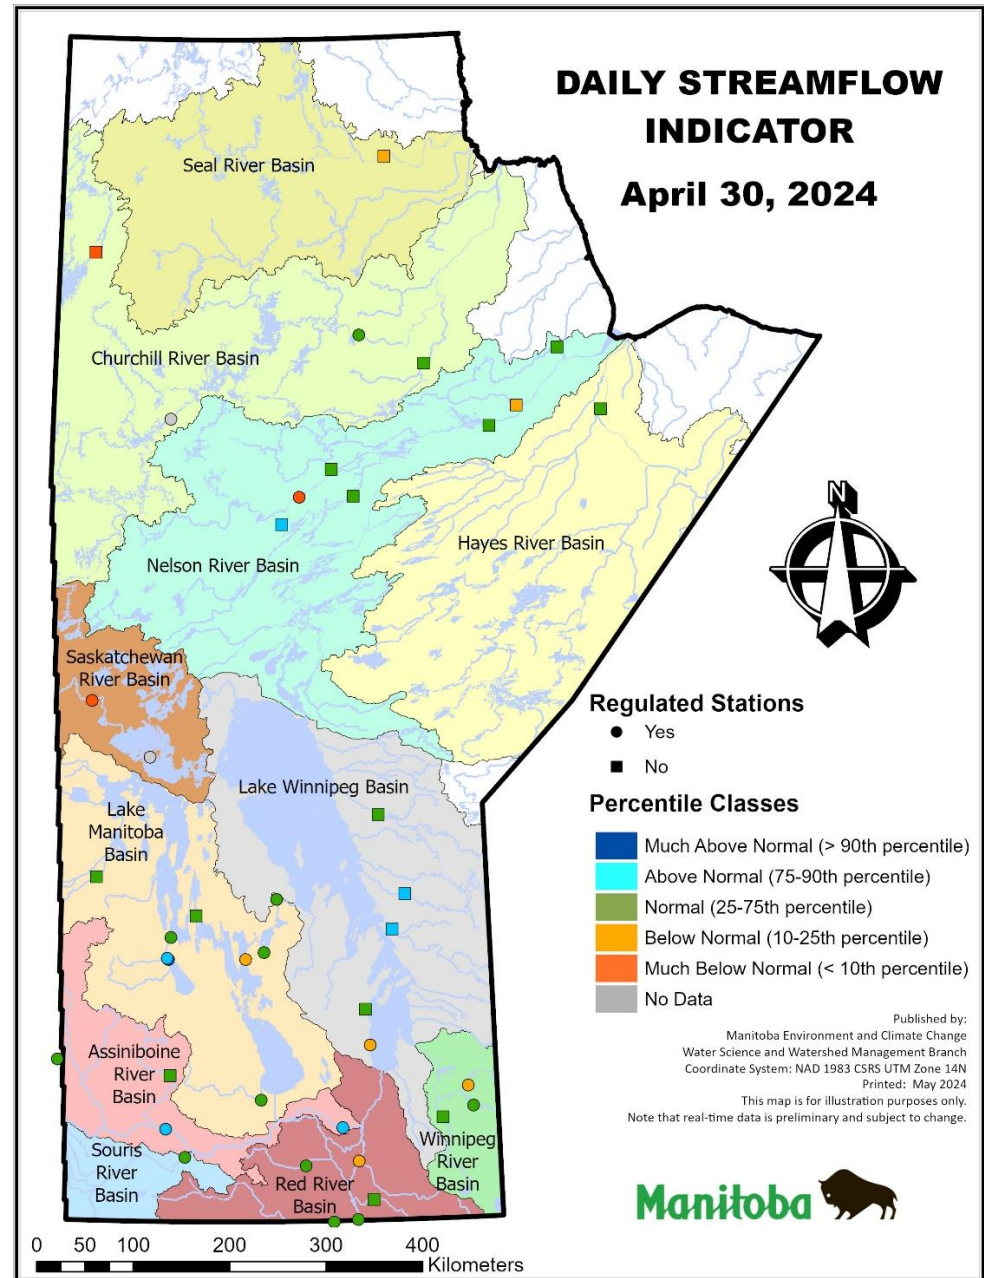 DAILY STREAMFLOW
INDICATOR
April 30, 2024
Seal River Basin
Churchill River Basin
Hayes River Basin
Nelson River Basin
Saskatchewan
River Basin
Lake Winnipeg Basin
Lake
Manitoba
Basin
Assiniboine
River
Basin
Souris
River
Basin
Red River
Basin
Winnipeg
River
Basin
N
Regulated Stations
Yes
No
Percentile Classes
Much Above Normal (> 90th percentile)
Above Normal (75-90th percentile)
Normal (25-75th percentile)
Below Normal (10-25th percentile)
Much Below Normal (< 10th percentile)
No Data
Published by:
Manitoba Environment and Climate Change
Water Science and Watershed Management Branch
Coordinate System: NAD 1983 CSRS UTM Zone 14N
Printed: May 2024
This map is for illustration purposes only.
Note that real-time data is preliminary and subject to change.
Manitoba
0 50 100 200 300 400
Kilometers